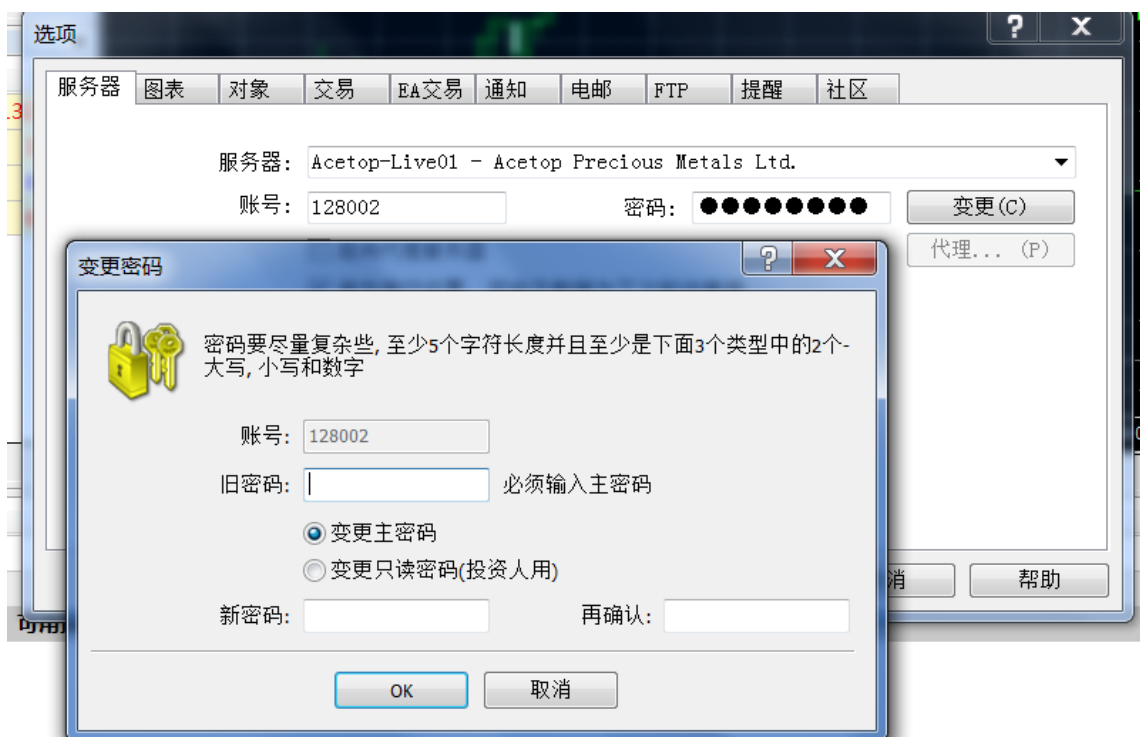 选项
? X
服务器 图表 对象 交易 EA交易 通知 电邮 FTP 提醒 社区
服务器: Acetop-Live01 - Acetop Precious Metals Ltd.
账号: 128002 密码: ●●●●●●●● 变更(C)
代理... (P)
变更密码
? X
密码要尽量复杂些, 至少5个字符长度并且至少是下面3个类型中的2个-
大写, 小写和数字
账号: 128002
旧密码: 必须输入主密码
变更主密码
变更只读密码(投资人用)
消 帮助
新密码: 再确认:
可用
OK 取消